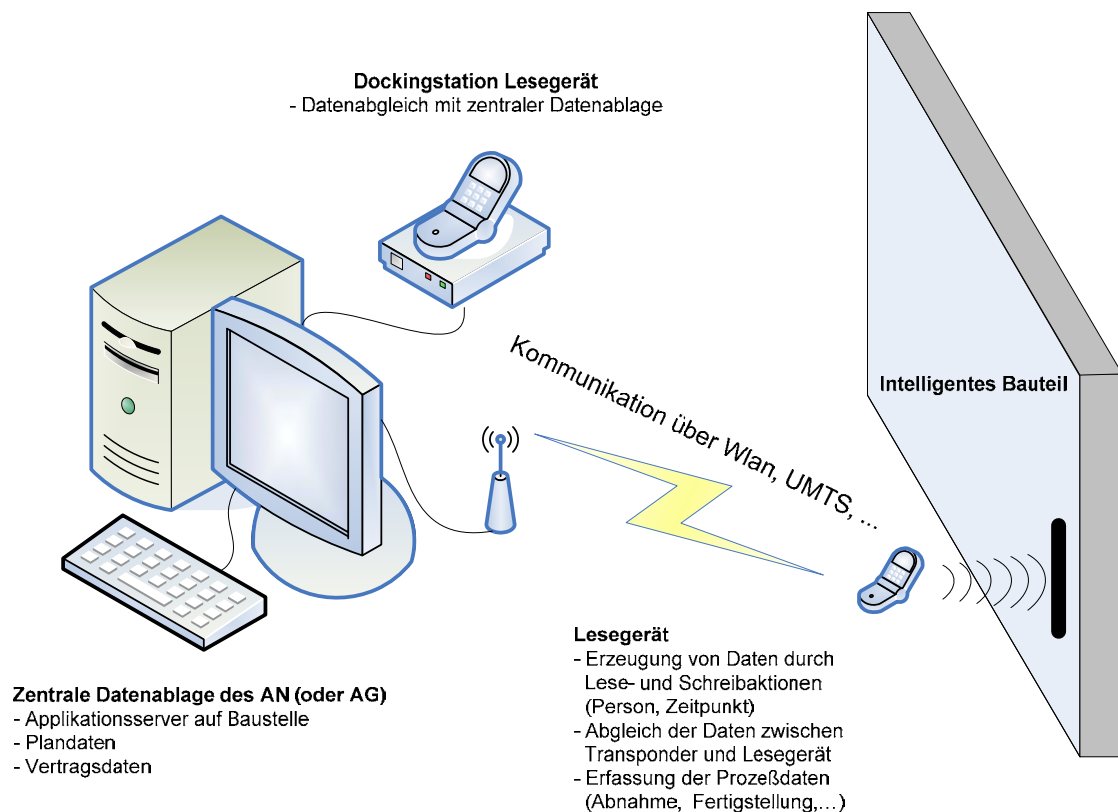 Dockingstation Lesegerät
- Datenabgleich mit zentraler Datenablage
Kommunikation über Wlan, UMTS, ...
Intelligentes Bauteil
Lesegerät
- Erzeugung von Daten durch
Lese- und Schreibaktionen
(Person, Zeitpunkt)
- Abgleich der Daten zwischen
Transponder und Lesegerät
- Erfassung der Prozeßdaten
(Abnahme, Fertigstellung,...)
Zentrale Datenablage des AN (oder AG)
- Applikationsserver auf Baustelle
- Plandaten
- Vertragsdaten